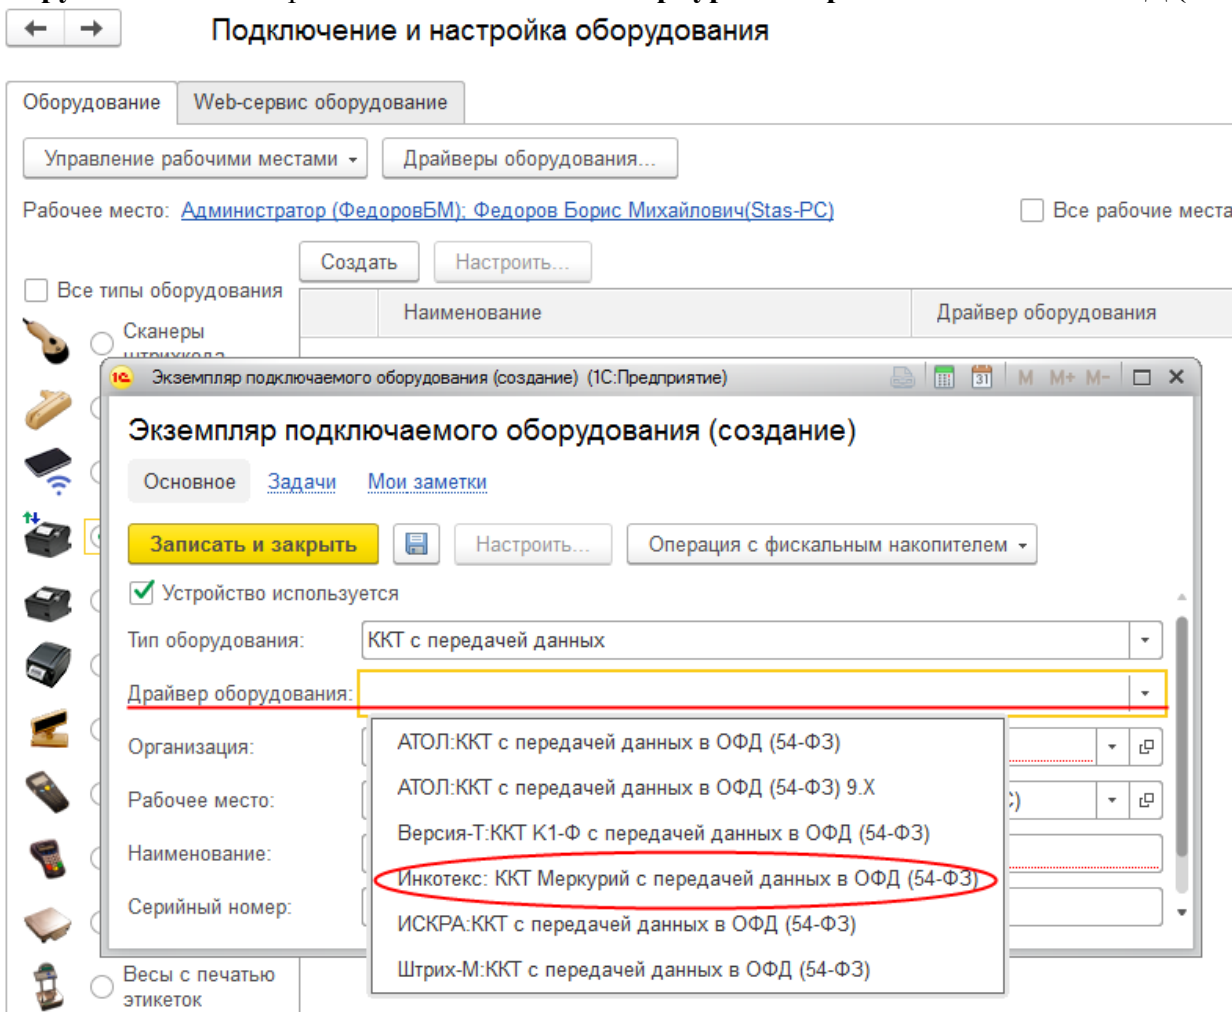 Подключение и настройка оборудования
Оборудование Web-сервис оборудование
Управление рабочими местами Драйверы оборудования...
Рабочее место: Администратор (ФедоровБМ); Федоров Борис Михайлович(Stas-PC) Все рабочие места
Создать Настроить...
Все типы оборудования
Наименование Драйвер оборудования
Сканеры
штрихкода
1С Экземпляр подключаемого оборудования (создание) (1С:Предприятие) 31 M M+ M-
Экземпляр подключаемого оборудования (создание)
Основное Задачи Мои заметки
Записать и закрыть Настроить... Операция с фискальным накопителем
Устройство используется
Тип оборудования: ККТ с передачей данных
Драйвер оборудования:
АТОЛ:ККТ с передачей данных в ОФД (54-ФЗ)
Организация:
АТОЛ:ККТ с передачей данных в ОФД (54-ФЗ) 9.X
Рабочее место:
Версия-Т:ККТ К1-Ф с передачей данных в ОФД (54-ФЗ)
Наименование:
Инкотекс: ККТ Меркурий с передачей данных в ОФД (54-ФЗ)
Серийный номер:
ИСКРА:ККТ с передачей данных в ОФД (54-ФЗ)
Штрих-М:ККТ с передачей данных в ОФД (54-ФЗ)
Весы с печатью
этикеток